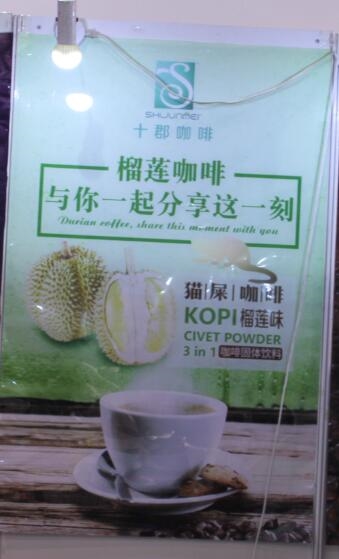 SHIJUNMEI
十郡咖啡
榴莲咖啡
与你一起分享这一刻
Durian coffee, share this moment with you
猫|屎|咖|啡
KOPI 榴莲味
CIVET POWDER
3 in 1 咖啡固体饮料